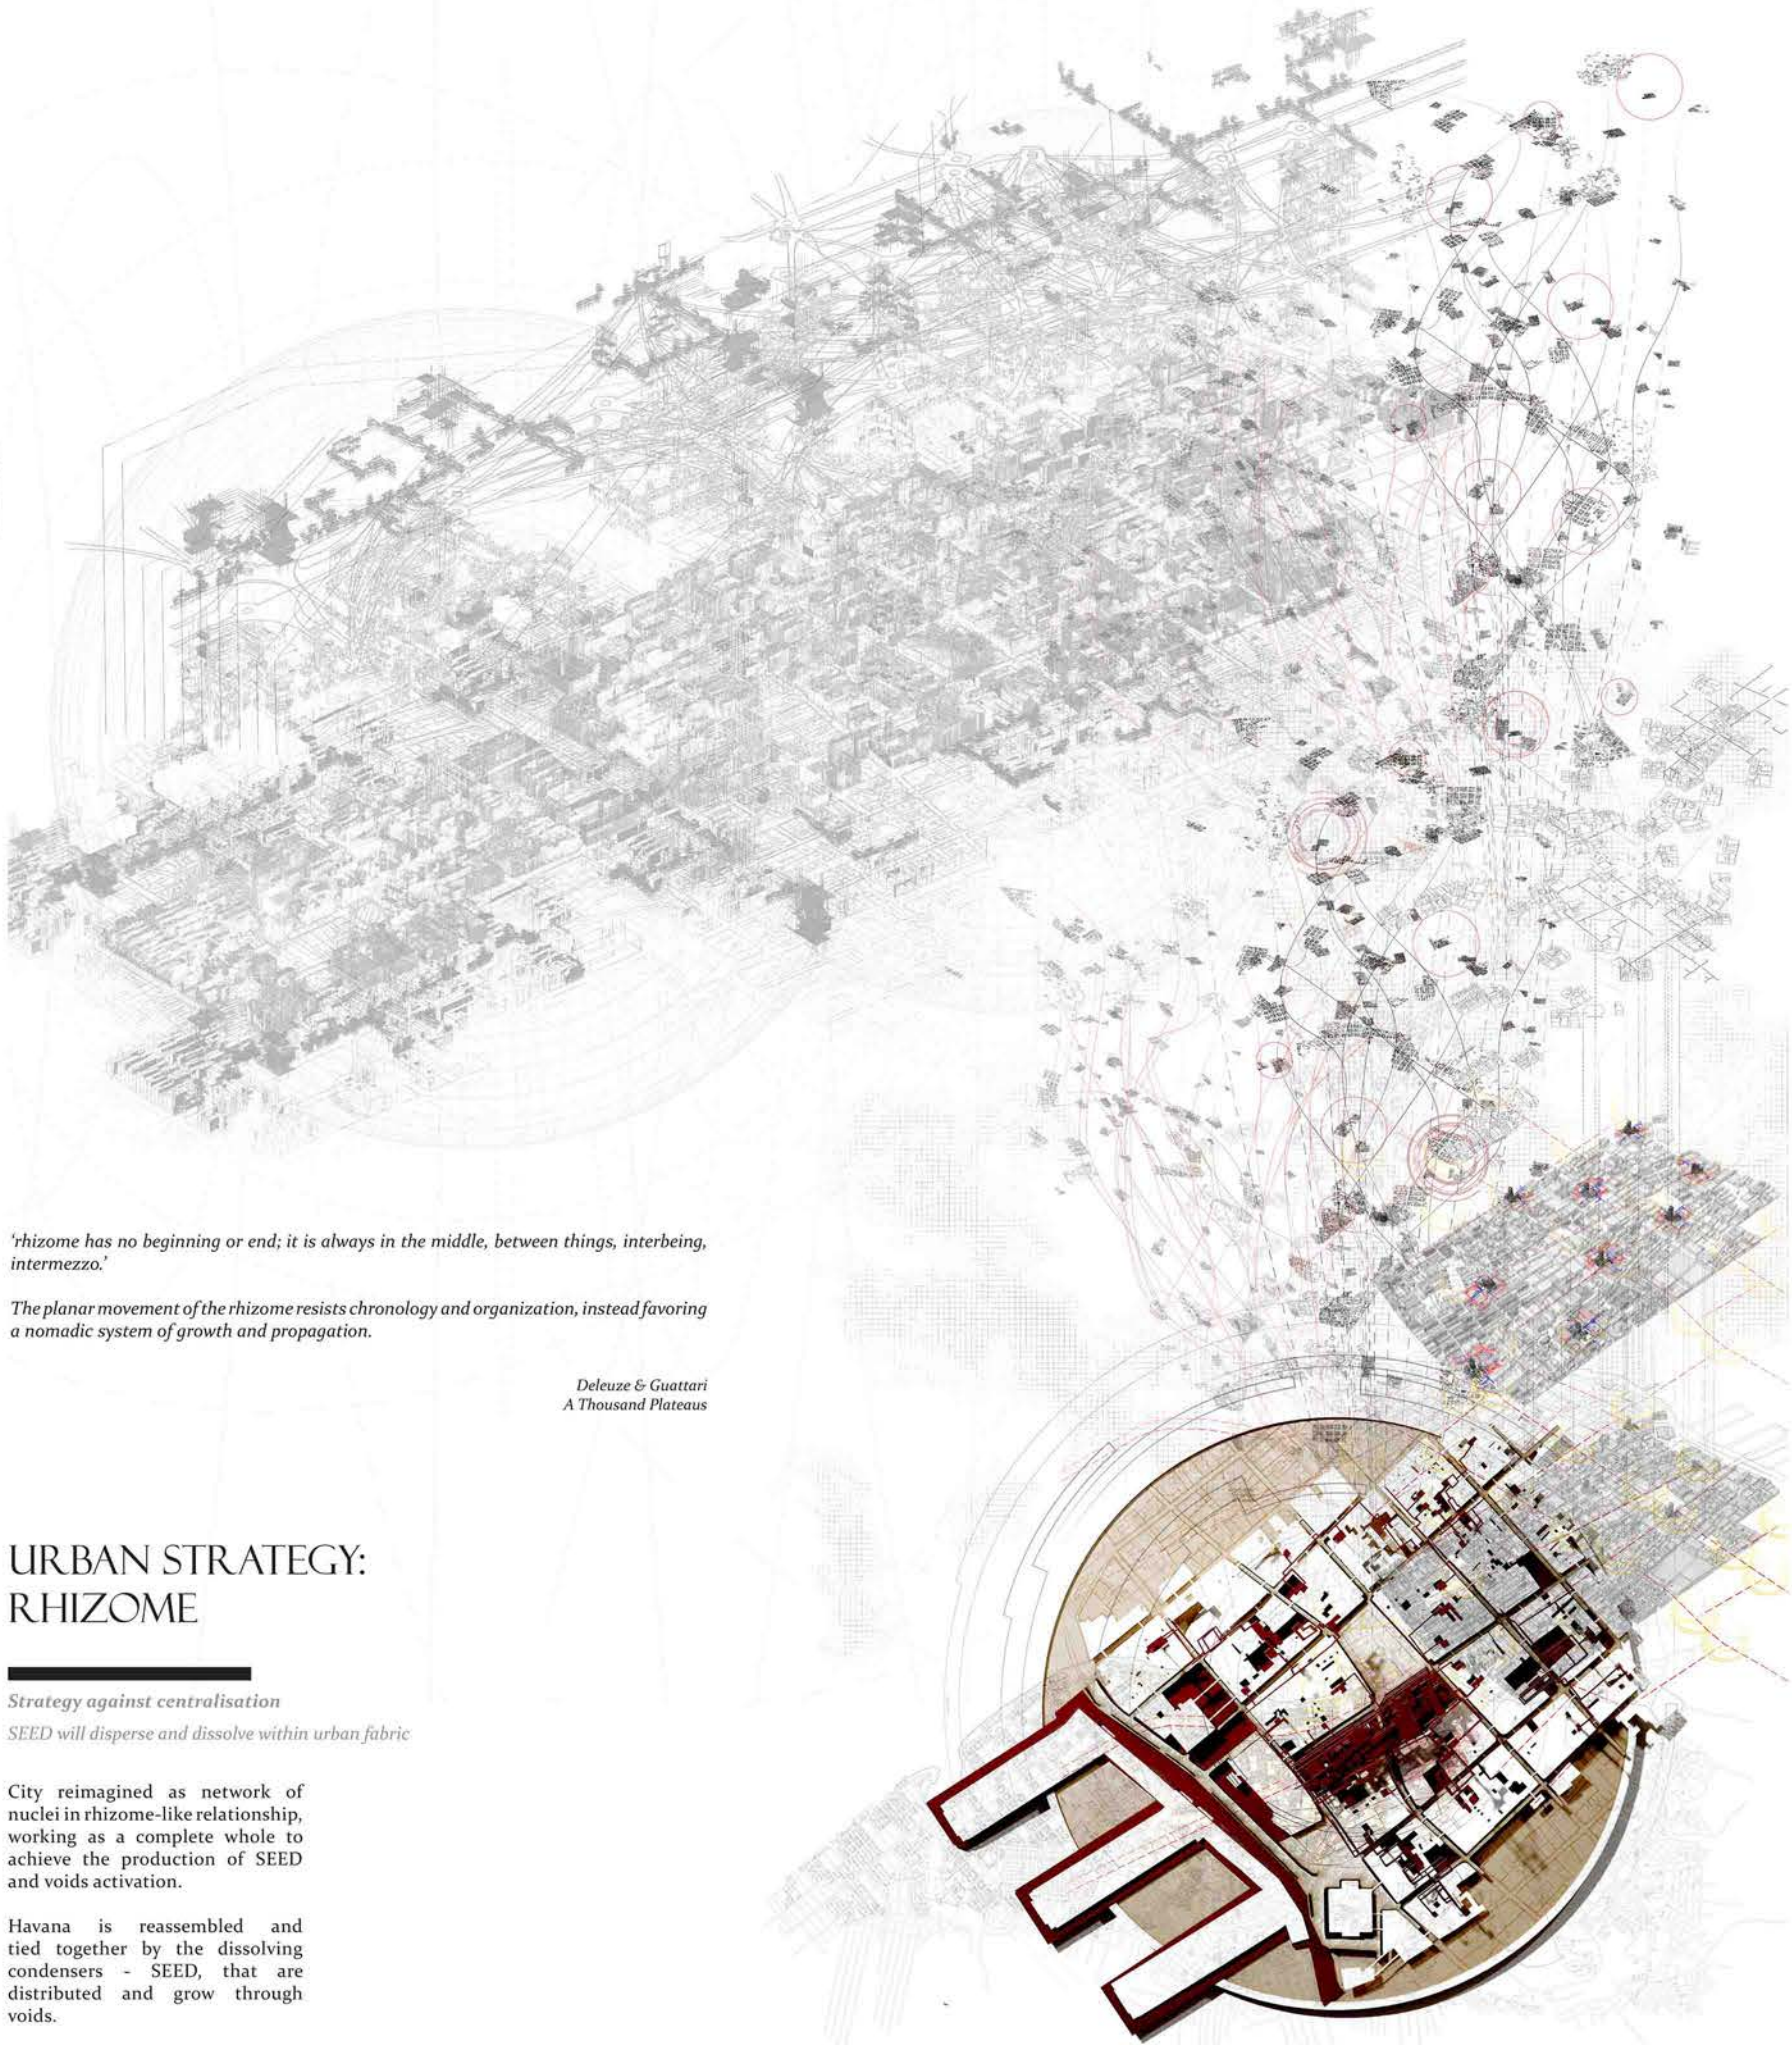 'rhizome has no beginning or end; it is always in the middle, between things, interbeing,
intermezzo.'
The planar movement of the rhizome resists chronology and organization, instead favoring
a nomadic system of growth and propagation.
Deleuze & Guattari
A Thousand Plateaus
URBAN STRATEGY:
RHIZOME
Strategy against centralisation
SEED will disperse and dissolve within urban fabric
City reimagined as network of
nuclei in rhizome-like relationship,
working as a complete whole to
achieve the production of SEED
and voids activation.
Havana is reassembled and
tied together by the dissolving
condensers - SEED, that are
distributed and grow through
voids.